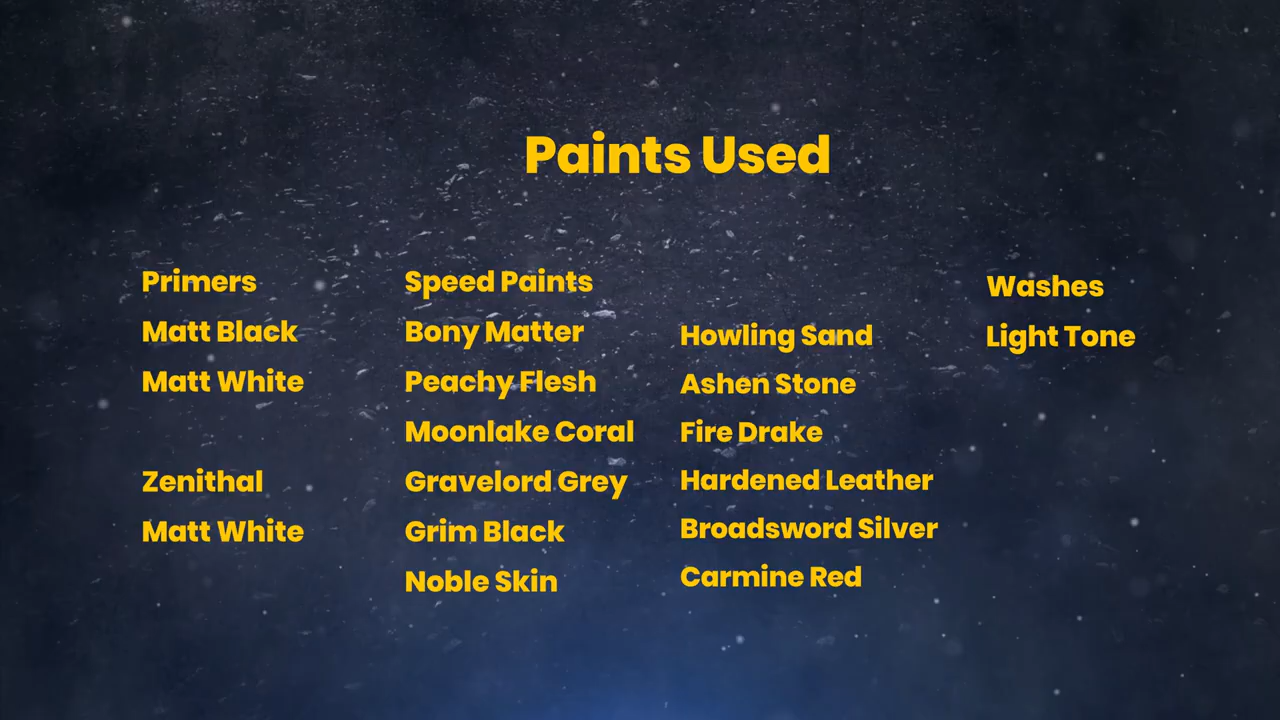 Paints Used
Primers
Matt Black
Matt White
Zenithal
Matt White
Speed Paints
Bony Matter
Peachy Flesh
Moonlake Coral
Gravelord Grey
Grim Black
Noble Skin
Howling Sand
Ashen Stone
Fire Drake
Hardened Leather
Broadsword Silver
Carmine Red
Washes
Light Tone